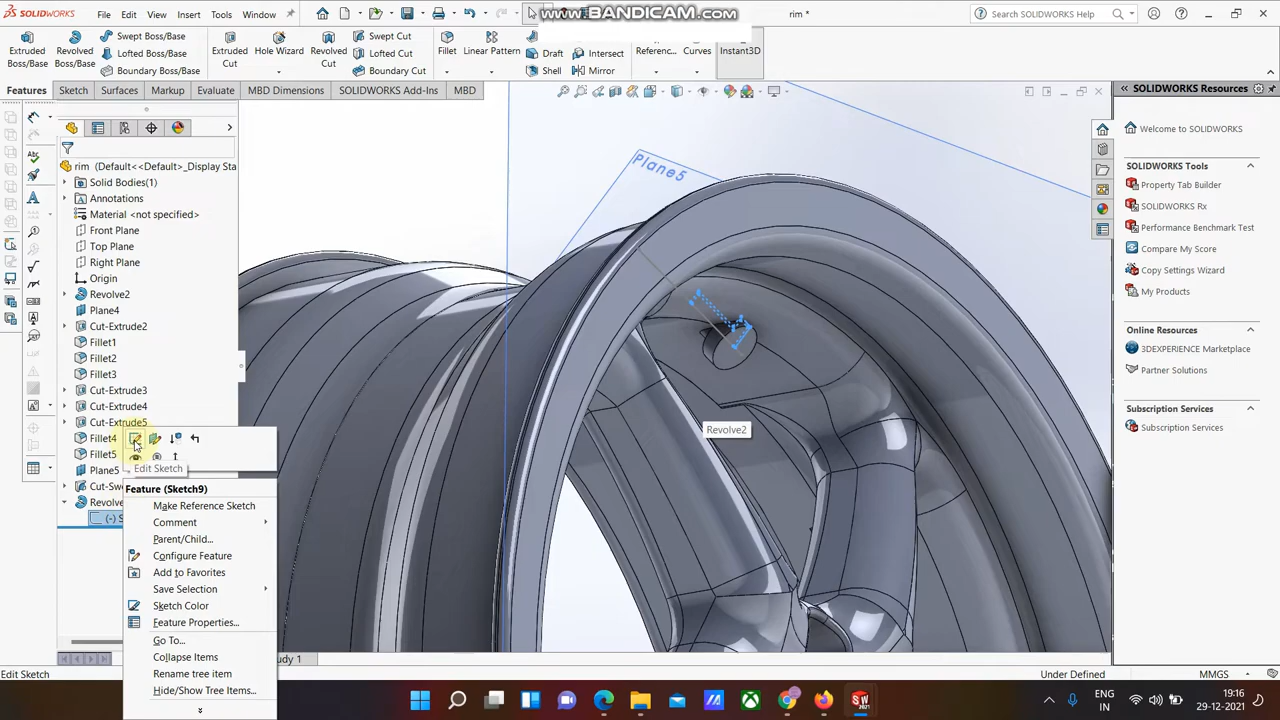 SOLIDWORKS
File Edit View Insert Tools Window
www.BANDICAM.com
rim *
Search SOLIDWORKS Help
Extruded Boss/Base
Revolved Boss/Base
Swept Boss/Base
Lofted Boss/Base
Boundary Boss/Base
Extruded Cut
Hole Wizard
Revolved Cut
Swept Cut
Lofted Cut
Boundary Cut
Fillet
Linear Pattern
Draft
Shell
Intersect
Mirror
Referenc...
Curves
Instant3D
Features Sketch Surfaces Markup Evaluate MBD Dimensions SOLIDWORKS Add-Ins MBD
SOLIDWORKS Resources
rim (Default<<Default>_Display Sta
Solid Bodies(1)
Annotations
Material <not specified>
Front Plane
Top Plane
Right Plane
Origin
Revolve2
Plane4
Cut-Extrude2
Fillet1
Fillet2
Fillet3
Cut-Extrude3
Cut-Extrude4
Cut-Extrude5
Fillet4
Fillet5
Plane5
Cut-Sw
Revolve
(-) S
Edit Sketch
Feature (Sketch9)
Make Reference Sketch
Comment
Parent/Child...
Configure Feature
Add to Favorites
Save Selection
Sketch Color
Feature Properties...
Go To...
Collapse Items
Rename tree item
Hide/Show Tree Items...
Plane5
Revolve2
Welcome to SOLIDWORKS
SOLIDWORKS Tools
Property Tab Builder
SOLIDWORKS Rx
Performance Benchmark Test
Compare My Score
Copy Settings Wizard
My Products
Online Resources
3DEXPERIENCE Marketplace
Partner Solutions
Subscription Services
Subscription Services
Study 1
Edit Sketch
Under Defined
MMGS
ENG
IN
19:16
29-12-2021